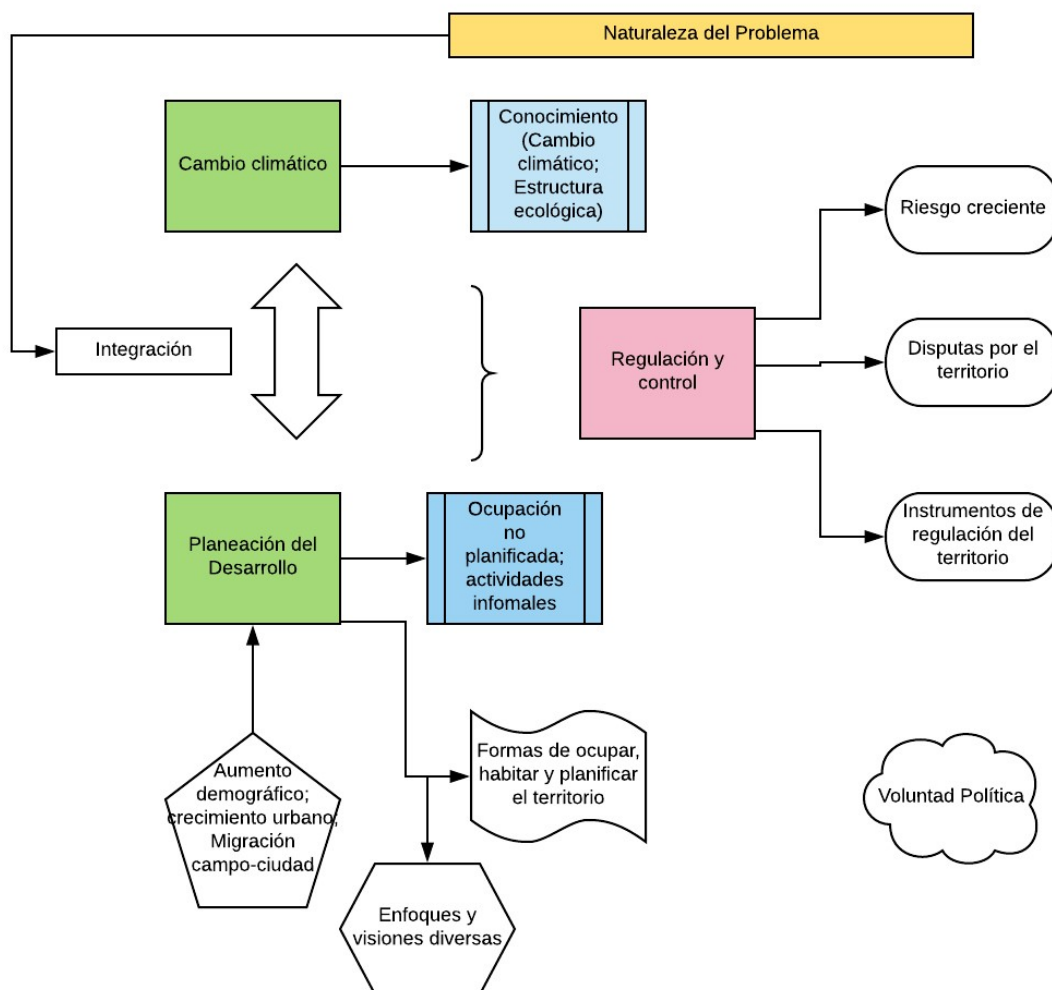 Naturaleza del Problema
Cambio climático
Conocimiento
(Cambio
climático;
Estructura
ecológica)
Riesgo creciente
Integración
Regulación y
control
Disputas por el
territorio
Planeación del
Desarrollo
Ocupación
no
planificada;
actividades
infomales
Instrumentos de
regulación del
territorio
Aumento
demográfico;
crecimiento urbano;
Migración
campo-ciudad
Formas de ocupar,
habitar y planificar
el territorio
Voluntad Política
Enfoques y
visiones diversas